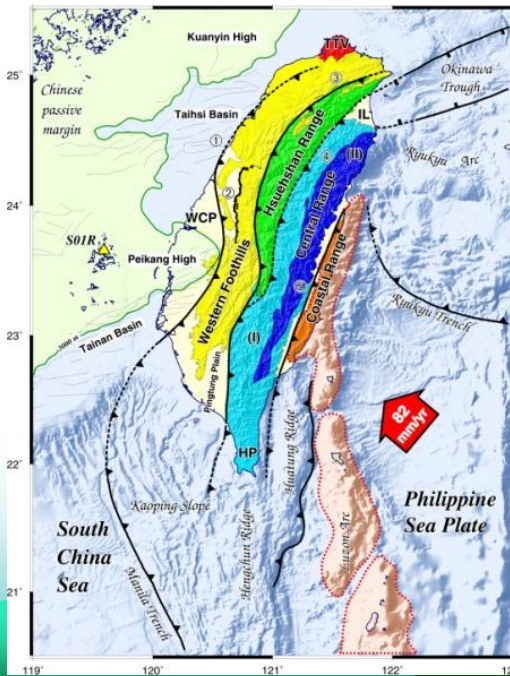 TTV
Kuanyin High
25˚
③
Okinawa
Trough
Chinese
passive
margin
Taihsi Basin
IL
①
Hsuehshan Range
④
(II)
Ryukyu Arc
②
24˚
WCP
Central Range
S01R
Peikang High
Western Foothills
⑤
Coastal Range
Ryukyu Trench
23˚
Tainan Basin
(I)
Pingtung Plain
82
mm/yr
22˚
HP
Huatung Ridge
Kaoping Slope
Hengchun Ridge
Luzon Arc
Philippine
Sea Plate
South
China
Sea
Manila Trench
21˚
119˚
120˚
121˚
122˚